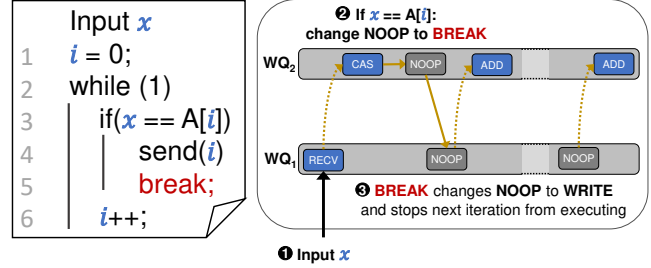 Input x
1 i = 0;
2 while (1)
3 if(x == A[i])
4 send(i)
5 break;
6 i++;
❷ If x == A[i]:
change NOOP to BREAK
WQ2 CAS NOOP ADD ADD
WQ1 RECV NOOP NOOP
❸ BREAK changes NOOP to WRITE
and stops next iteration from executing
❶ Input x